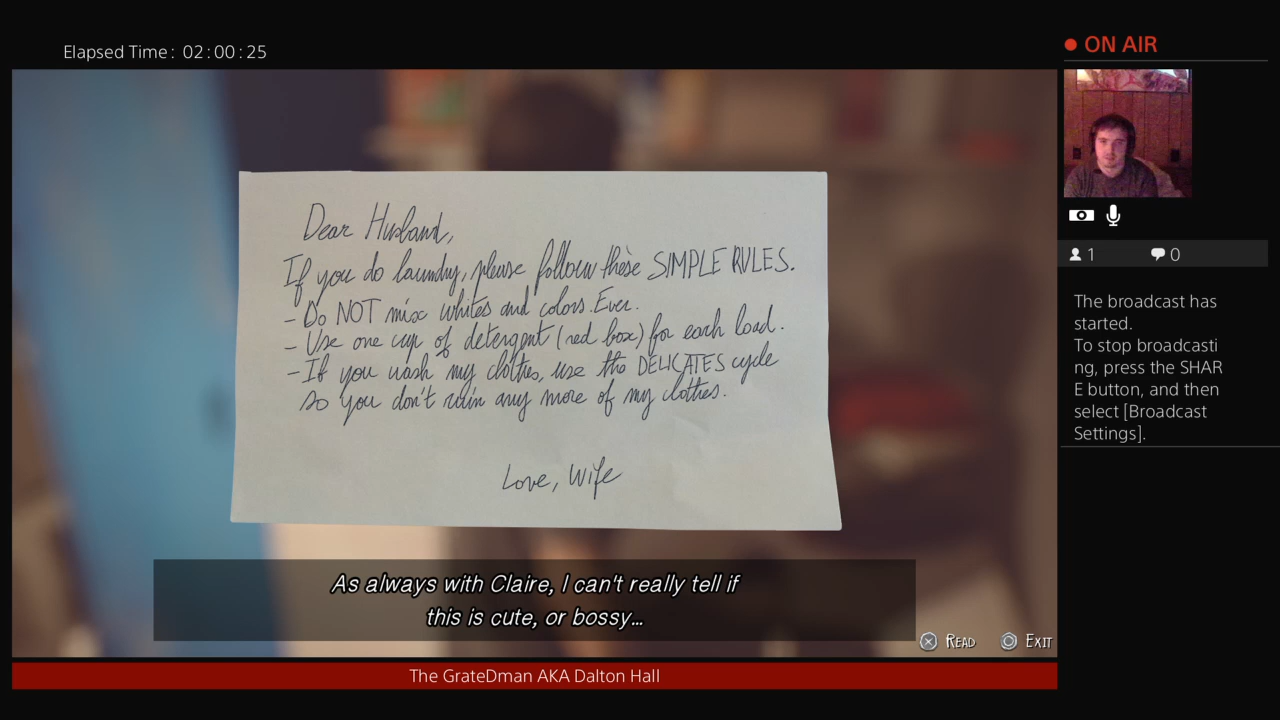 Elapsed Time: 02:00:25
ON AIR
Dear Husband,
If you do laundry, please follow these SIMPLE RULES.
- Do NOT mix whites and colors. Ever.
- Use one cup of detergent (red box) for each load.
- If you wash my clothes, use the DELICATES cycle
so you don't ruin any more of my clothes.
Love, Wife
As always with Claire, I can't really tell if
this is cute, or bossy...
READ EXIT
The GrateDman AKA Dalton Hall
1 0
The broadcast has
started.
To stop broadcasti
ng, press the SHAR
E button, and then
select [Broadcast
Settings].